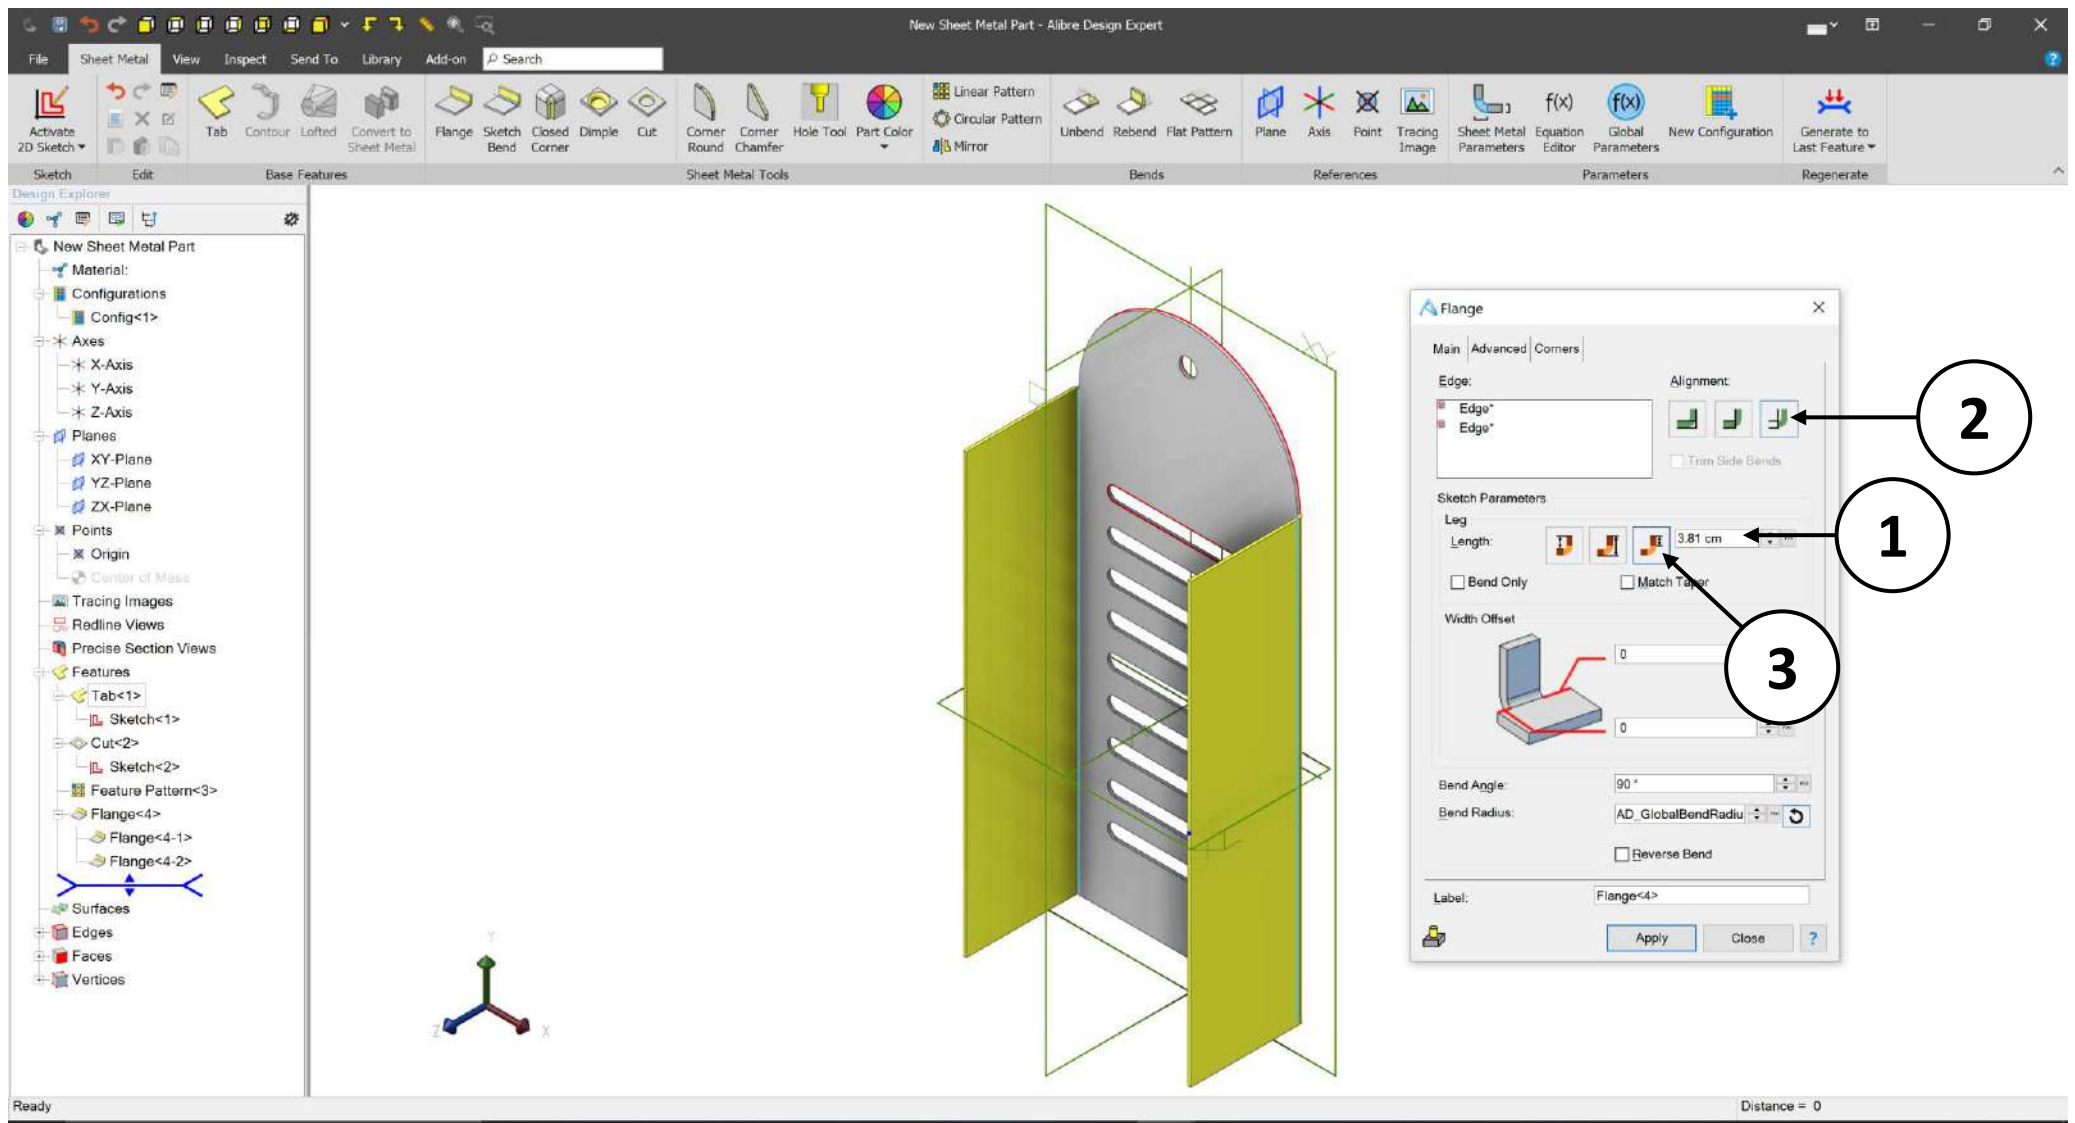 New Sheet Metal Part - Alibre Design Expert
File Sheet Metal View Inspect Send To Library Add-on Search
Activate 2D Sketch
Tab Contour Lofted Convert to Sheet Metal
Flange Sketch Bend Closed Corner Dimple Cut Corner Round Corner Chamfer Hole Tool Part Color
Linear Pattern
Circular Pattern
Mirror
Unbend Rebend Flat Pattern
Plane Axis Point Tracing Image
Sheet Metal Parameters f(x) Equation Editor f(x) Global Parameters New Configuration
Generate to Last Feature
Sketch Edit Base Features Sheet Metal Tools Bends References Parameters Regenerate
Design Explorer
New Sheet Metal Part
Material:
Configurations
Config<1>
Axes
X-Axis
Y-Axis
Z-Axis
Planes
XY-Plane
YZ-Plane
ZX-Plane
Points
Origin
Center of Mass
Tracing Images
Redline Views
Precise Section Views
Features
Tab<1>
Sketch<1>
Cut<2>
Sketch<2>
Feature Pattern<3>
Flange<4>
Flange<4-1>
Flange<4-2>
Surfaces
Edges
Faces
Vertices
Y
Z X
Flange
Main Advanced Corners
Edge: Alignment:
Edge*
Edge*
Trim Side Bends
2
Sketch Parameters
Leg
Length: 3.81 cm
1
Bend Only Match Taper
Width Offset
0
3
0
Bend Angle: 90 °
Bend Radius: AD_GlobalBendRadiu
Reverse Bend
Label: Flange<4>
Apply Close ?
Ready Distance = 0